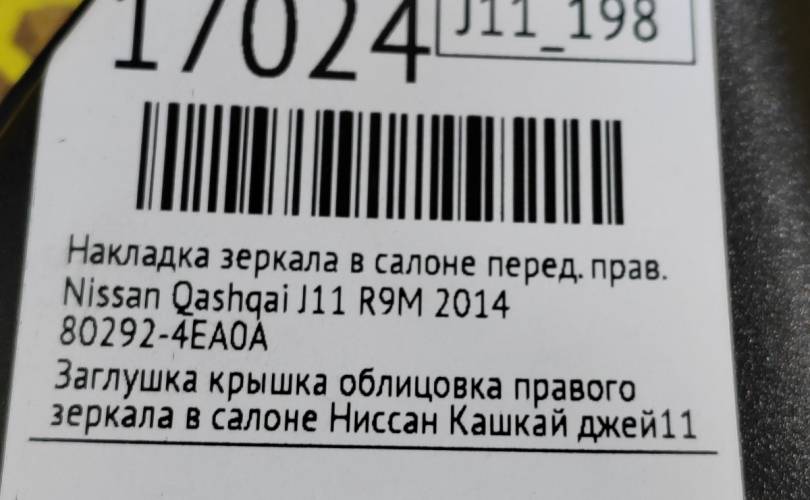 17024
J11_198
Накладка зеркала в салоне перед. прав.
Nissan Qashqai J11 R9M 2014
80292-4EA0A
Заглушка крышка облицовка правого
зеркала в салоне Ниссан Кашкай джей11